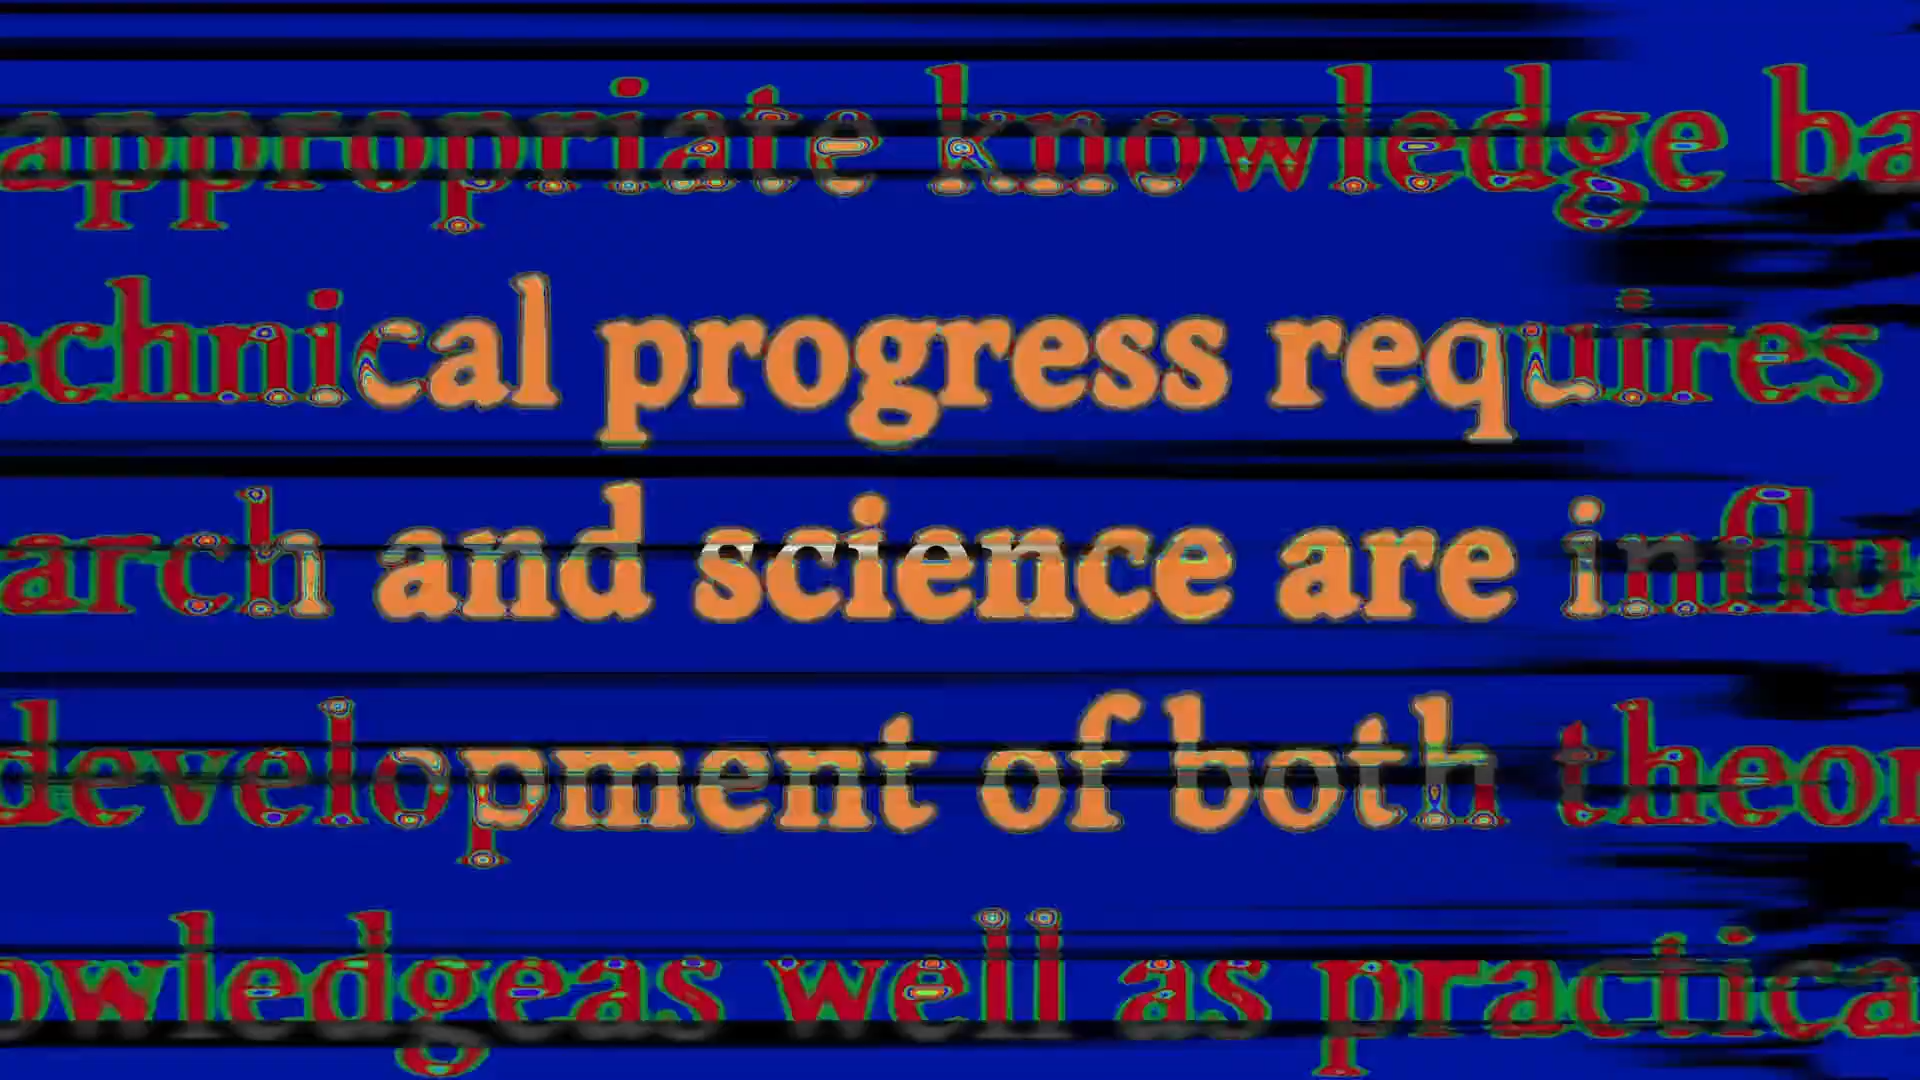 appropriate knowledge ba
echnical progress requires
arch and science are influ
development of both theor
owledgeas well as practica